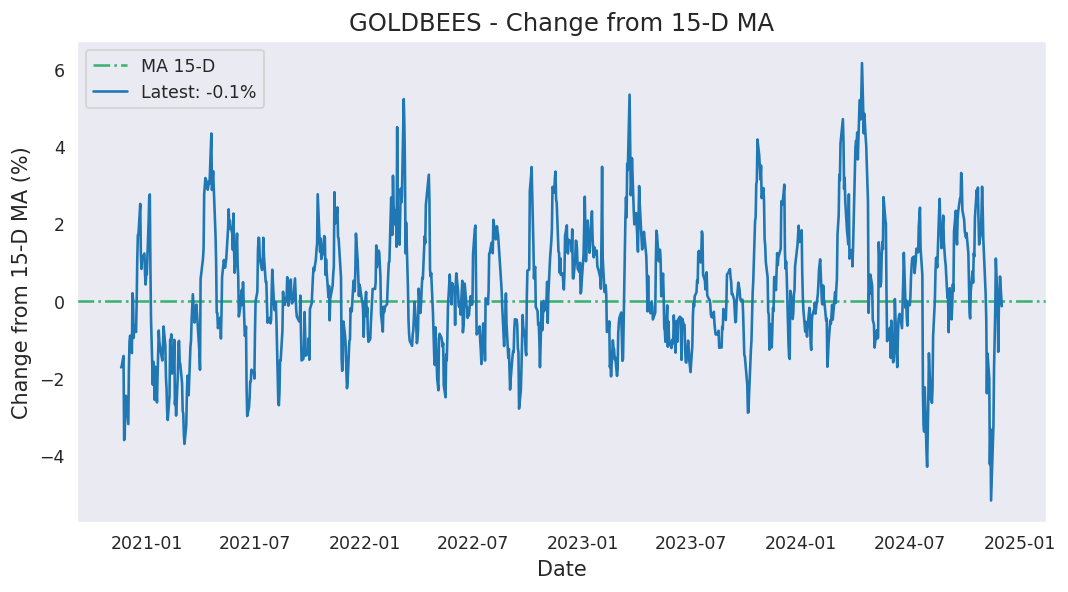 GOLDBEES - Change from 15-D MA
MA 15-D
Latest: -0.1%
Change from 15-D MA (%)
6
4
2
0
−2
−4
2021-01 2021-07 2022-01 2022-07 2023-01 2023-07 2024-01 2024-07 2025-01
Date